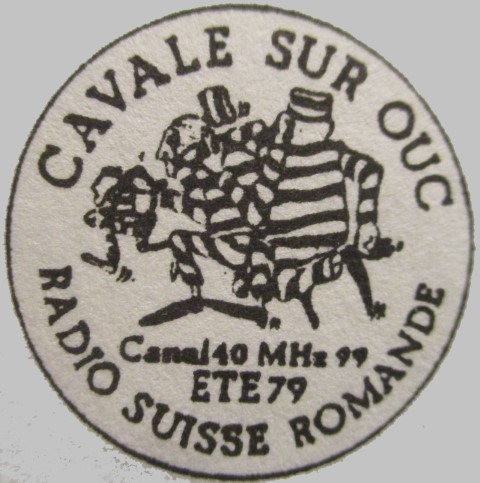 CAVALE SUR OUC
Canal 40 MHz 99
ETE 79
RADIO SUISSE ROMANDE